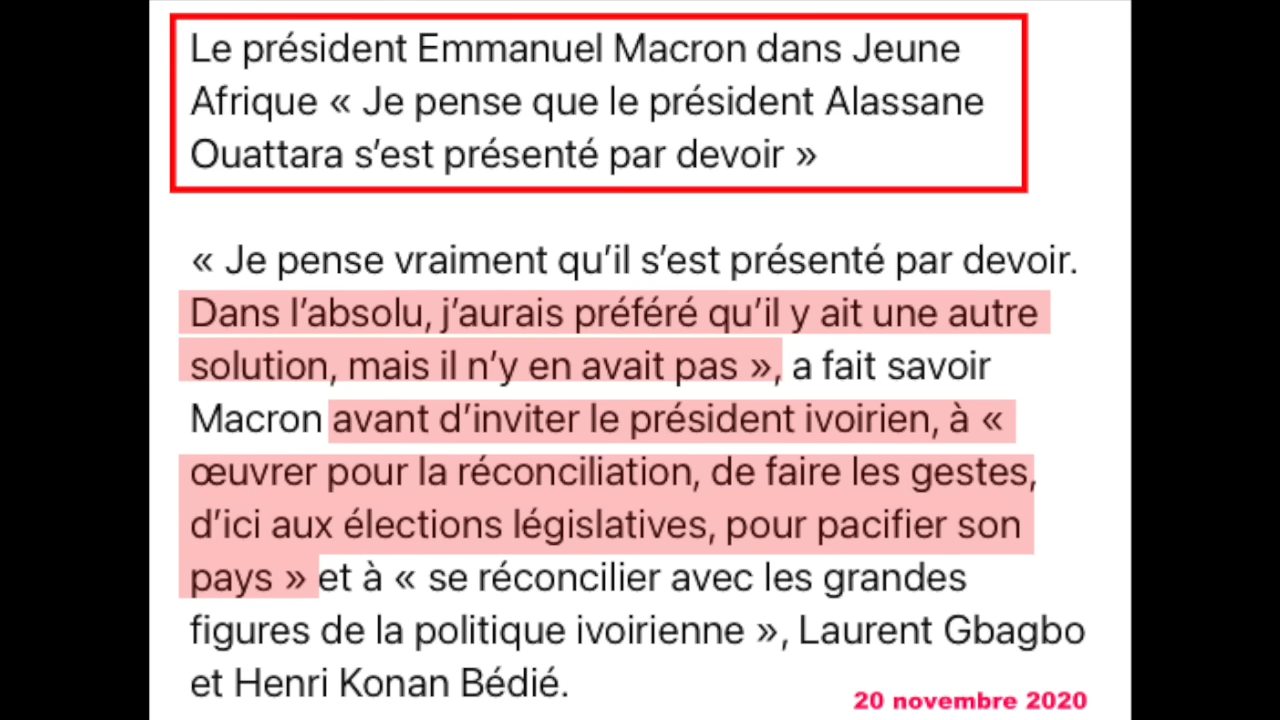 Le président Emmanuel Macron dans Jeune
Afrique « Je pense que le président Alassane
Ouattara s’est présenté par devoir »
« Je pense vraiment qu’il s’est présenté par devoir.
Dans l’absolu, j’aurais préféré qu’il y ait une autre
solution, mais il n’y en avait pas », a fait savoir
Macron avant d’inviter le président ivoirien, à «
œuvrer pour la réconciliation, de faire les gestes,
d’ici aux élections législatives, pour pacifier son
pays » et à « se réconcilier avec les grandes
figures de la politique ivoirienne », Laurent Gbagbo
et Henri Konan Bédié.
20 novembre 2020